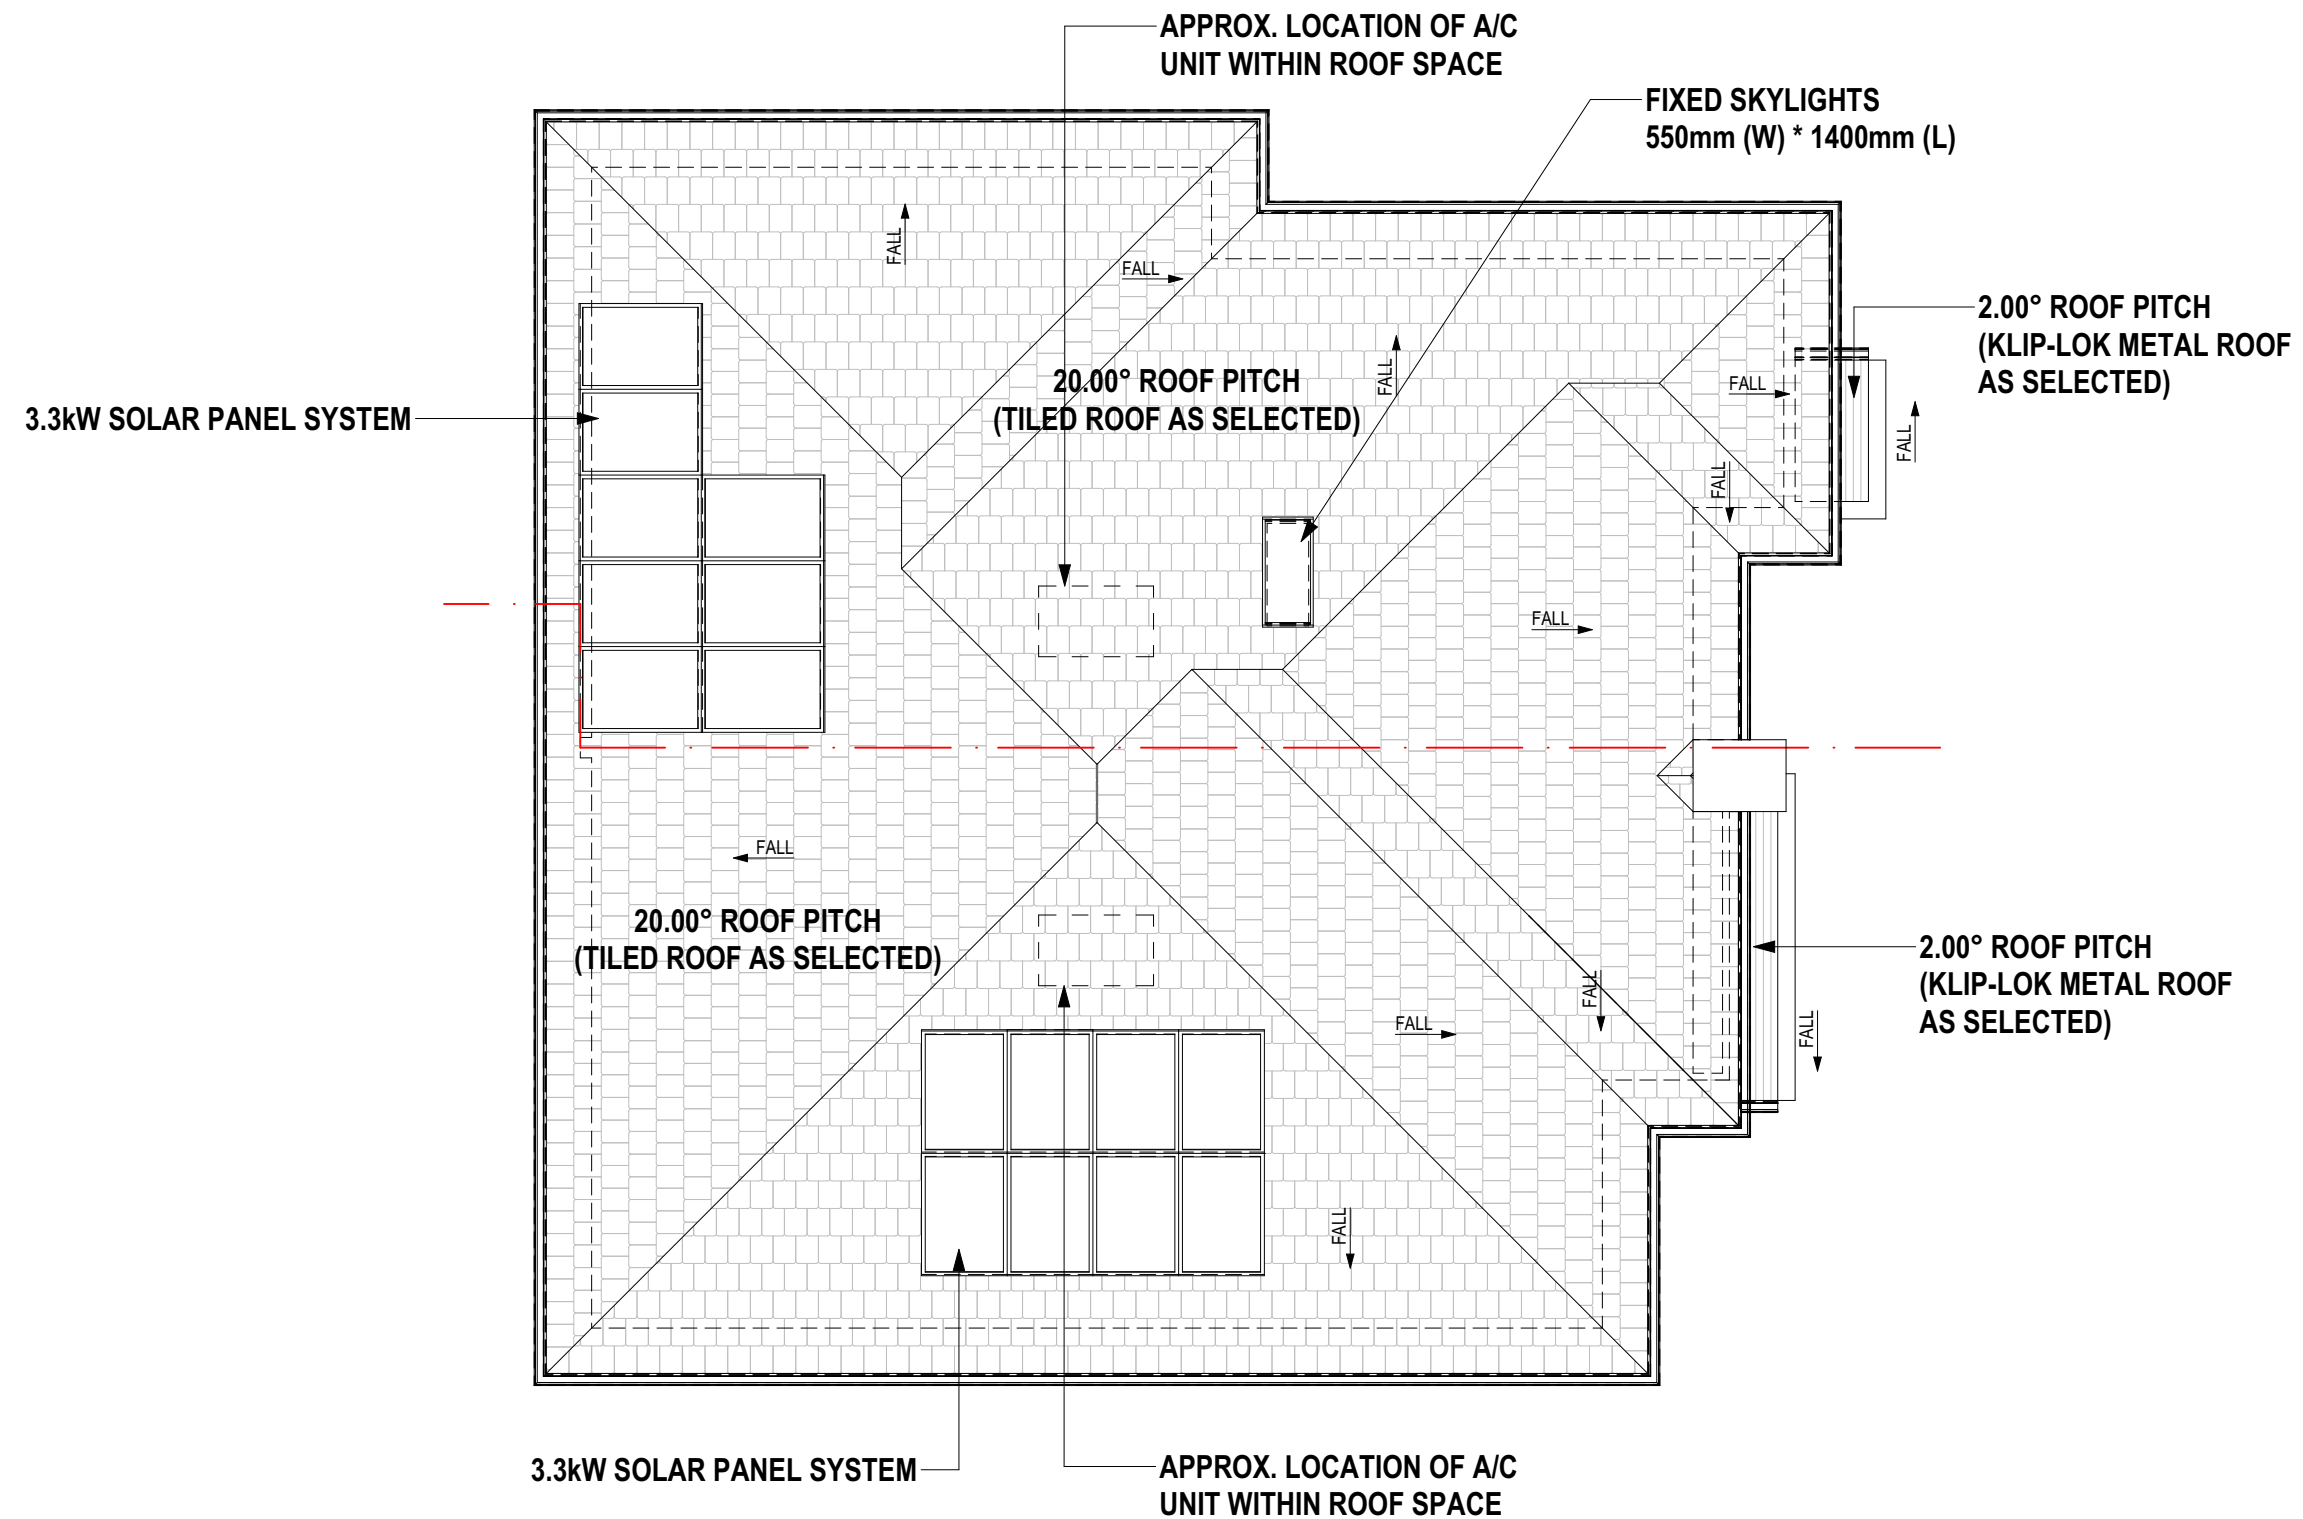 APPROX. LOCATION OF A/C
UNIT WITHIN ROOF SPACE
FIXED SKYLIGHTS
550mm (W) * 1400mm (L)
FALL
FALL
2.00° ROOF PITCH
(KLIP-LOK METAL ROOF
AS SELECTED)
20.00° ROOF PITCH
(TILED ROOF AS SELECTED)
FALL
FALL
FALL
3.3kW SOLAR PANEL SYSTEM
FALL
FALL
FALL
20.00° ROOF PITCH
(TILED ROOF AS SELECTED)
2.00° ROOF PITCH
(KLIP-LOK METAL ROOF
AS SELECTED)
FALL
FALL
FALL
FALL
3.3kW SOLAR PANEL SYSTEM
APPROX. LOCATION OF A/C
UNIT WITHIN ROOF SPACE